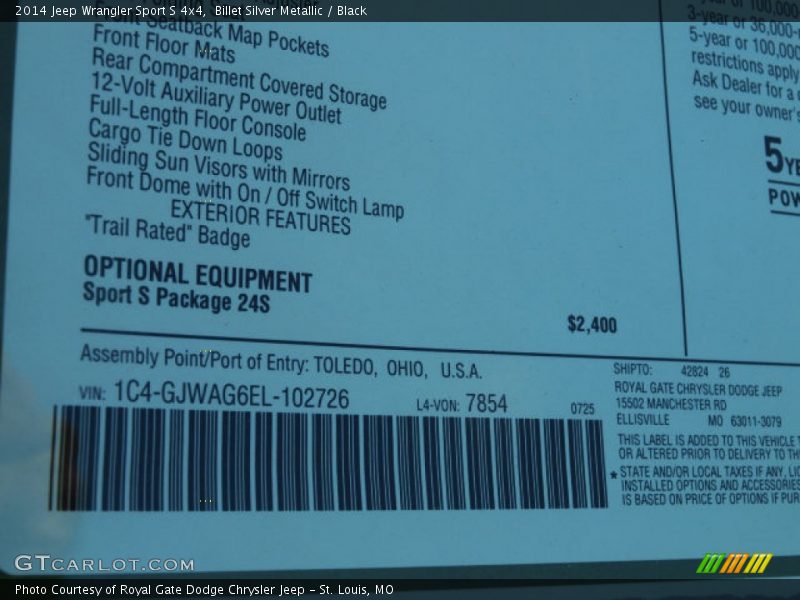 2014 Jeep Wrangler Sport S 4x4, Billet Silver Metallic / Black
Front Seatback Map Pockets
Front Floor Mats
Rear Compartment Covered Storage
12-Volt Auxiliary Power Outlet
Full-Length Floor Console
Cargo Tie Down Loops
Sliding Sun Visors with Mirrors
Front Dome with On / Off Switch Lamp
EXTERIOR FEATURES
"Trail Rated" Badge
OPTIONAL EQUIPMENT
Sport S Package 24S
$2,400
3-year or 36,000-
5-year or 100,000
restrictions apply
Ask Dealer for a
see your owner's
5 YE
POW
Assembly Point/Port of Entry: TOLEDO, OHIO, U.S.A.
VIN: 1C4-GJWAG6EL-102726
L4-VON: 7854
0725
SHIPTO: 42824 26
ROYAL GATE CHRYSLER DODGE JEEP
15502 MANCHESTER RD
ELLISVILLE MO 63011-3079
THIS LABEL IS ADDED TO THIS VEHICLE T
OR ALTERED PRIOR TO DELIVERY TO TH
* STATE AND/OR LOCAL TAXES IF ANY, LIC
INSTALLED OPTIONS AND ACCESSORIES
IS BASED ON PRICE OF OPTIONS IF PUR
GTCARLOT.COM
Photo Courtesy of Royal Gate Dodge Chrysler Jeep – St. Louis, MO